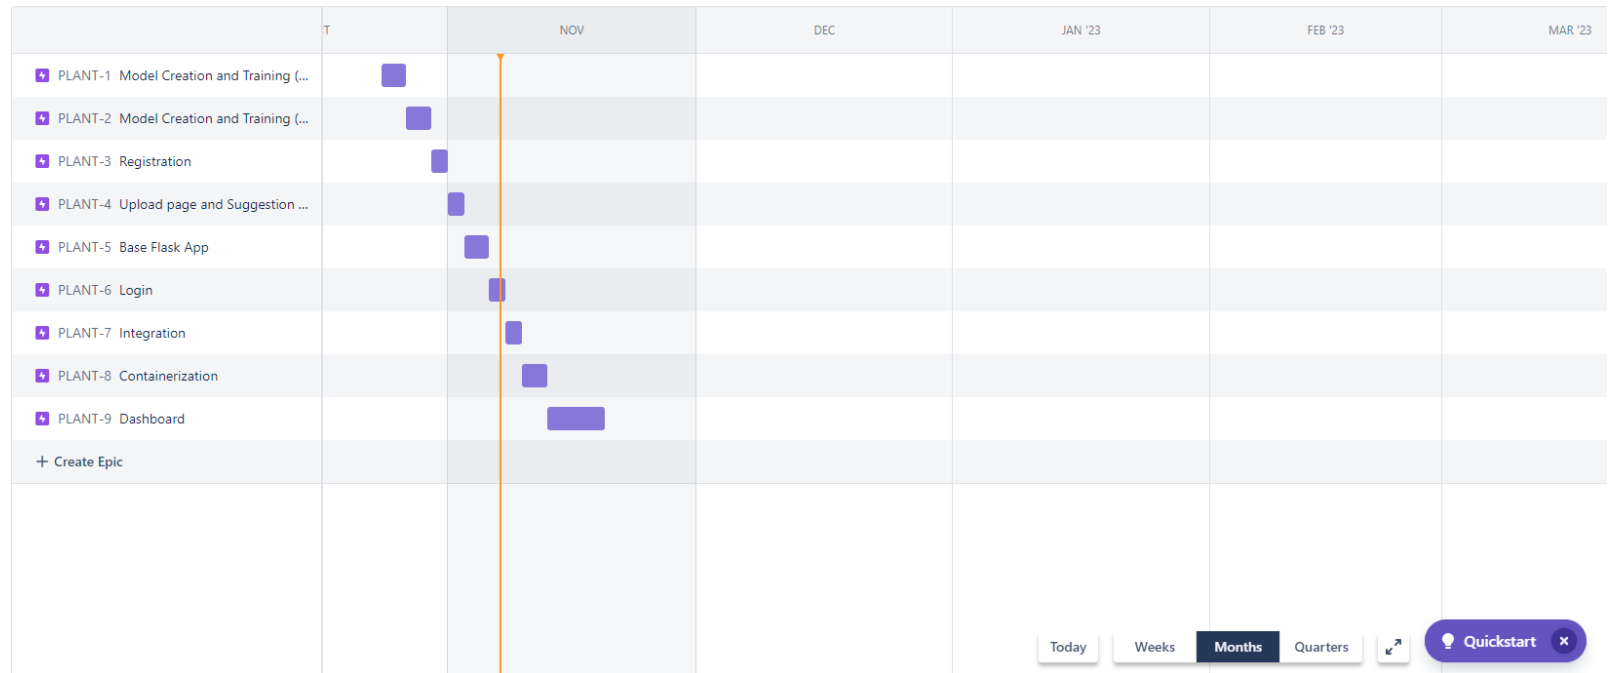 T NOV DEC JAN '23 FEB '23 MAR '23
PLANT-1 Model Creation and Training (...
PLANT-2 Model Creation and Training (...
PLANT-3 Registration
PLANT-4 Upload page and Suggestion ...
PLANT-5 Base Flask App
PLANT-6 Login
PLANT-7 Integration
PLANT-8 Containerization
PLANT-9 Dashboard
+ Create Epic
Today Weeks Months Quarters Quickstart